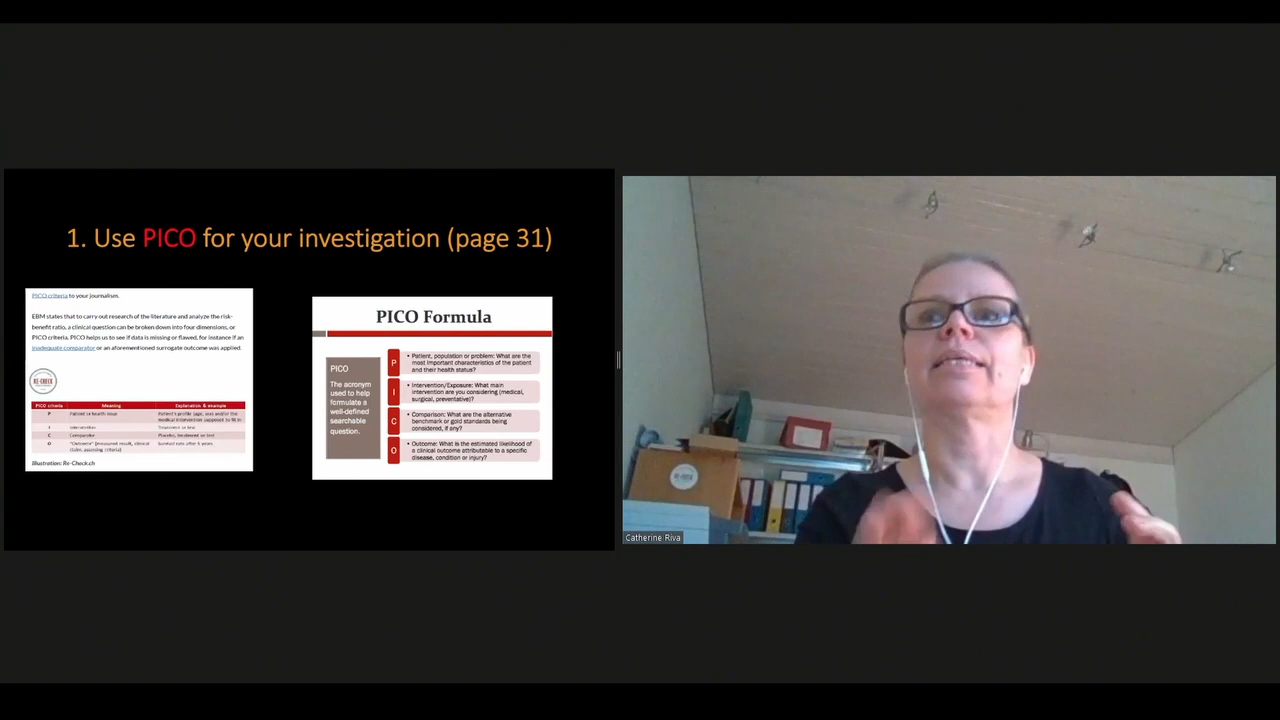 1. Use PICO for your investigation (page 31)
PICO criteria to your journalism.
EBM states that to carry out research of the literature and analyze the risk-
benefit ratio, a clinical question can be broken down into four dimensions, or
PICO criteria. PICO helps us to see if data is missing or flawed, for instance if an
inadequate comparator or an aforementioned surrogate outcome was applied.
RE-CHECK
PICO criteria Meaning Explanation & example
P Patient or health issue Patient's profile (age, sex) and/or the
medical intervention supposed to fit in
I Intervention Treatment or test
C Comparator Placebo, treatment or test
O "Outcome" (measured result, clinical Survival rate after 5 years
claim, assessing criteria)
Illustration: Re-Check.ch
PICO Formula
PICO
The acronym
used to help
formulate a
well-defined
searchable
question.
P
• Patient, population or problem: What are the
most important characteristics of the patient
and their health status?
I
• Intervention/Exposure: What main
intervention are you considering (medical,
surgical, preventative)?
C
• Comparison: What are the alternative
benchmark or gold standards being
considered, if any?
O
• Outcome: What is the estimated likelihood of
a clinical outcome attributable to a specific
disease, condition or injury?
RE-CHECK
Catherine Riva